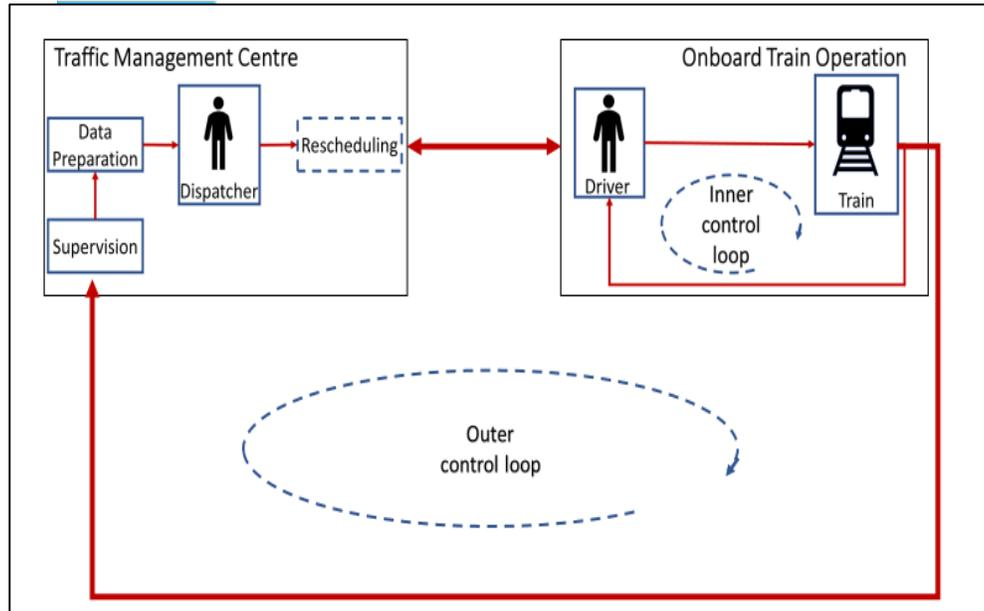 Traffic Management Centre
Onboard Train Operation
Data
Preparation
Dispatcher
Rescheduling
Supervision
Driver
Train
Inner
control
loop
Outer
control loop